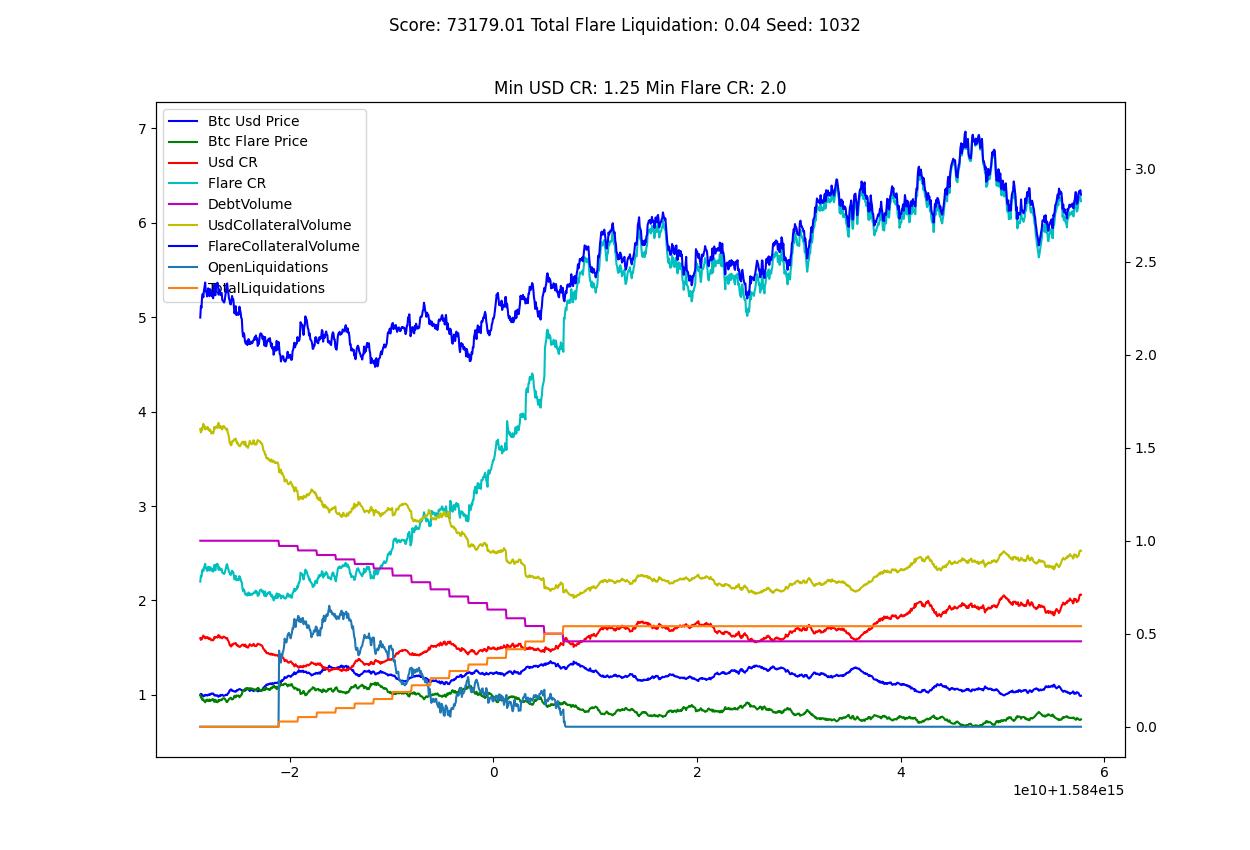 Score: 73179.01 Total Flare Liquidation: 0.04 Seed: 1032
Min USD CR: 1.25 Min Flare CR: 2.0
Btc Usd Price
Btc Flare Price
Usd CR
Flare CR
DebtVolume
UsdCollateralVolume
FlareCollateralVolume
OpenLiquidations
TotalLiquidations
7
6
5
4
3
2
1
3.0
2.5
2.0
1.5
1.0
0.5
0.0
−2
0
2
4
6
1e10+1.584e15